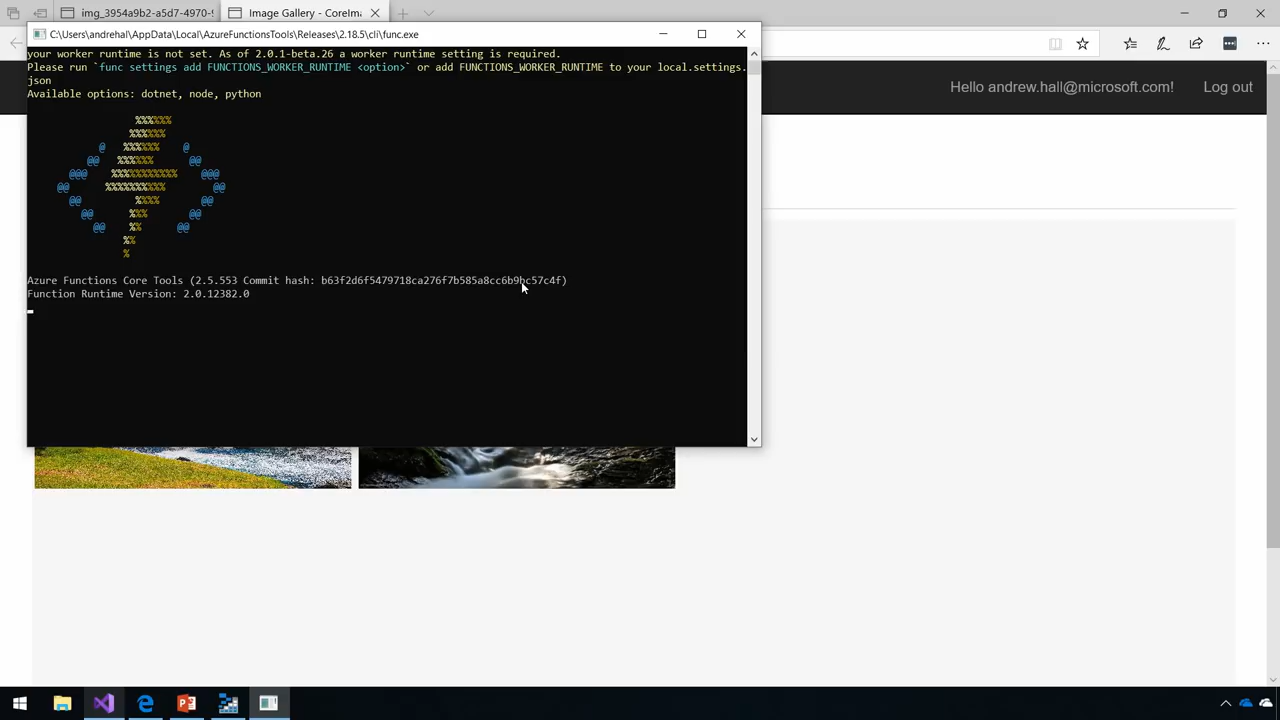 img_3954a9b2-a5d7-4970-9
Image Gallery - CoreIma
C:\Users\andrehal\AppData\Local\AzureFunctionsTools\Releases\2.18.5\cli\func.exe
your worker runtime is not set. As of 2.0.1-beta.26 a worker runtime setting is required.
Please run `func settings add FUNCTIONS_WORKER_RUNTIME <option>` or add FUNCTIONS_WORKER_RUNTIME to your local.settings.
json
Available options: dotnet, node, python
Hello andrew.hall@microsoft.com!
Log out
%%%%%%
%%%%%%
@ %%%%%% @
@@ %%%%%% @@
@@@ %%%%%%%%%%% @@@
@@ %%%%%%%%%% @@
@@ %%%% @@
@@ %%% @@
@@ %% @@
%%
%
Azure Functions Core Tools (2.5.553 Commit hash: b63f2d6f5479718ca276f7b585a8cc6b9bc57c4f)
Function Runtime Version: 2.0.12382.0